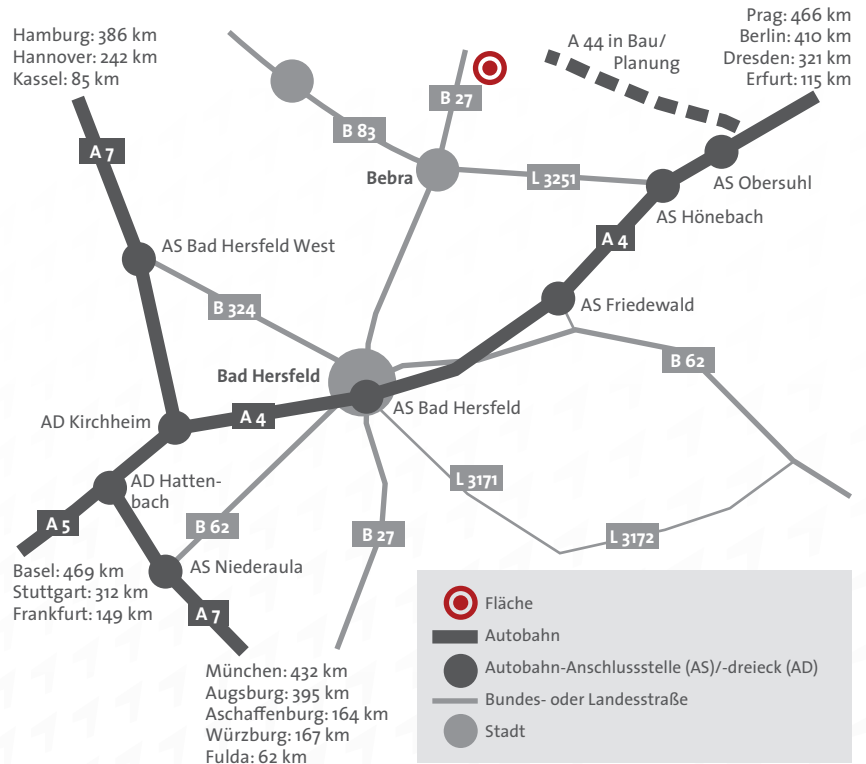 Hamburg: 386 km
Hannover: 242 km
Kassel: 85 km
Prag: 466 km
Berlin: 410 km
Dresden: 321 km
Erfurt: 115 km
A 44 in Bau/
Planung
B 27
A 7
B 83
Bebra
L 3251
AS Obersuhl
AS Hönebach
A 4
AS Bad Hersfeld West
B 324
AS Friedewald
B 62
Bad Hersfeld
AS Bad Hersfeld
AD Kirchheim
A 4
AD Hatten-
bach
L 3171
A 5
B 62
B 27
L 3172
AS Niederaula
Basel: 469 km
Stuttgart: 312 km
Frankfurt: 149 km
A 7
München: 432 km
Augsburg: 395 km
Aschaffenburg: 164 km
Würzburg: 167 km
Fulda: 62 km
Fläche
Autobahn
Autobahn-Anschlussstelle (AS)/-dreieck (AD)
Bundes- oder Landesstraße
Stadt